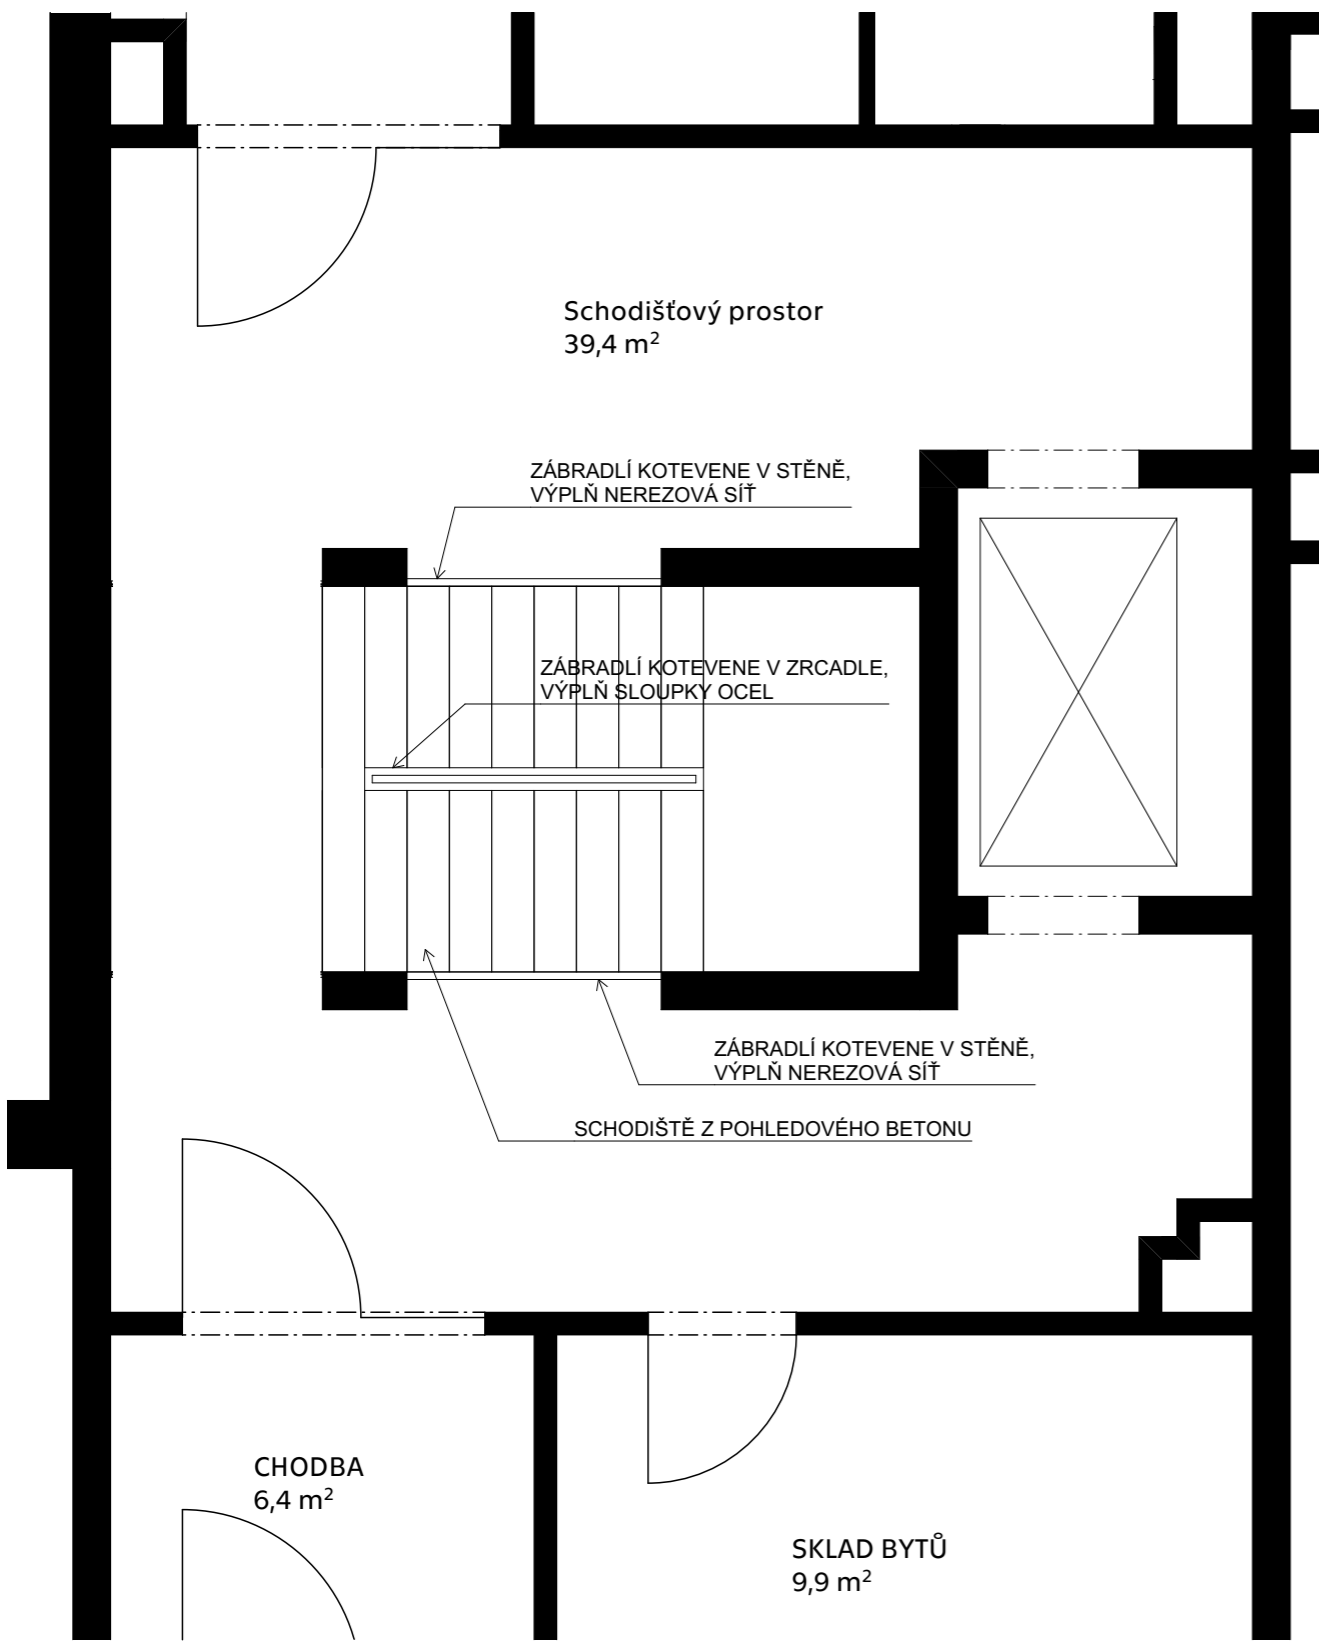 Schodišťový prostor
39,4 m²
ZÁBRADLÍ KOTEVENE V STĚNĚ,
VÝPLŇ NEREZOVÁ SÍŤ
ZÁBRADLÍ KOTEVENE V ZRCADLE,
VÝPLŇ SLOUPKY OCEL
ZÁBRADLÍ KOTEVENE V STĚNĚ,
VÝPLŇ NEREZOVÁ SÍŤ
SCHODIŠTĚ Z POHLEDOVÉHO BETONU
CHODBA
6,4 m²
SKLAD BYTŮ
9,9 m²